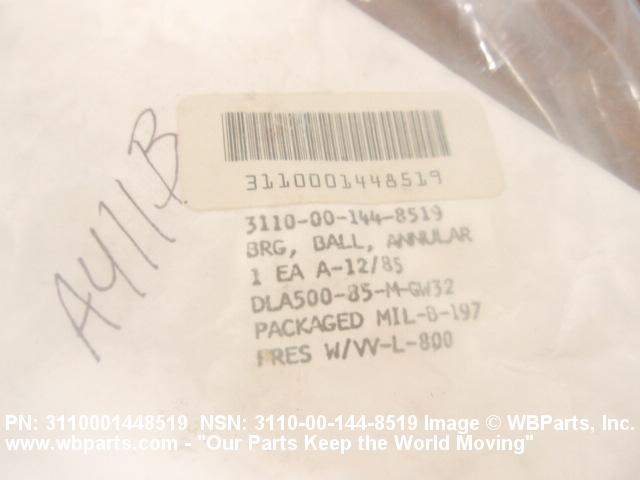 A4111B
3110001448519
3110-00-144-8519
BRG, BALL, ANNULAR
1 EA A-12/85
DLA500-85-M-GW32
PACKAGED MIL-B-197
PRES W/VV-L-800
PN: 3110001448519 NSN: 3110-00-144-8519 Image © WBParts, Inc.
www.wbparts.com - "Our Parts Keep the World Moving"